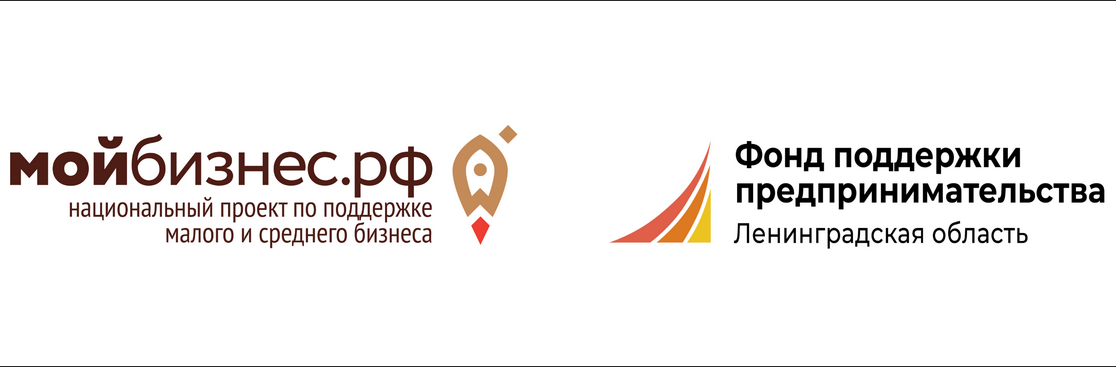 мойбизнес.рф
национальный проект по поддержке
малого и среднего бизнеса
Фонд поддержки
предпринимательства
Ленинградская область